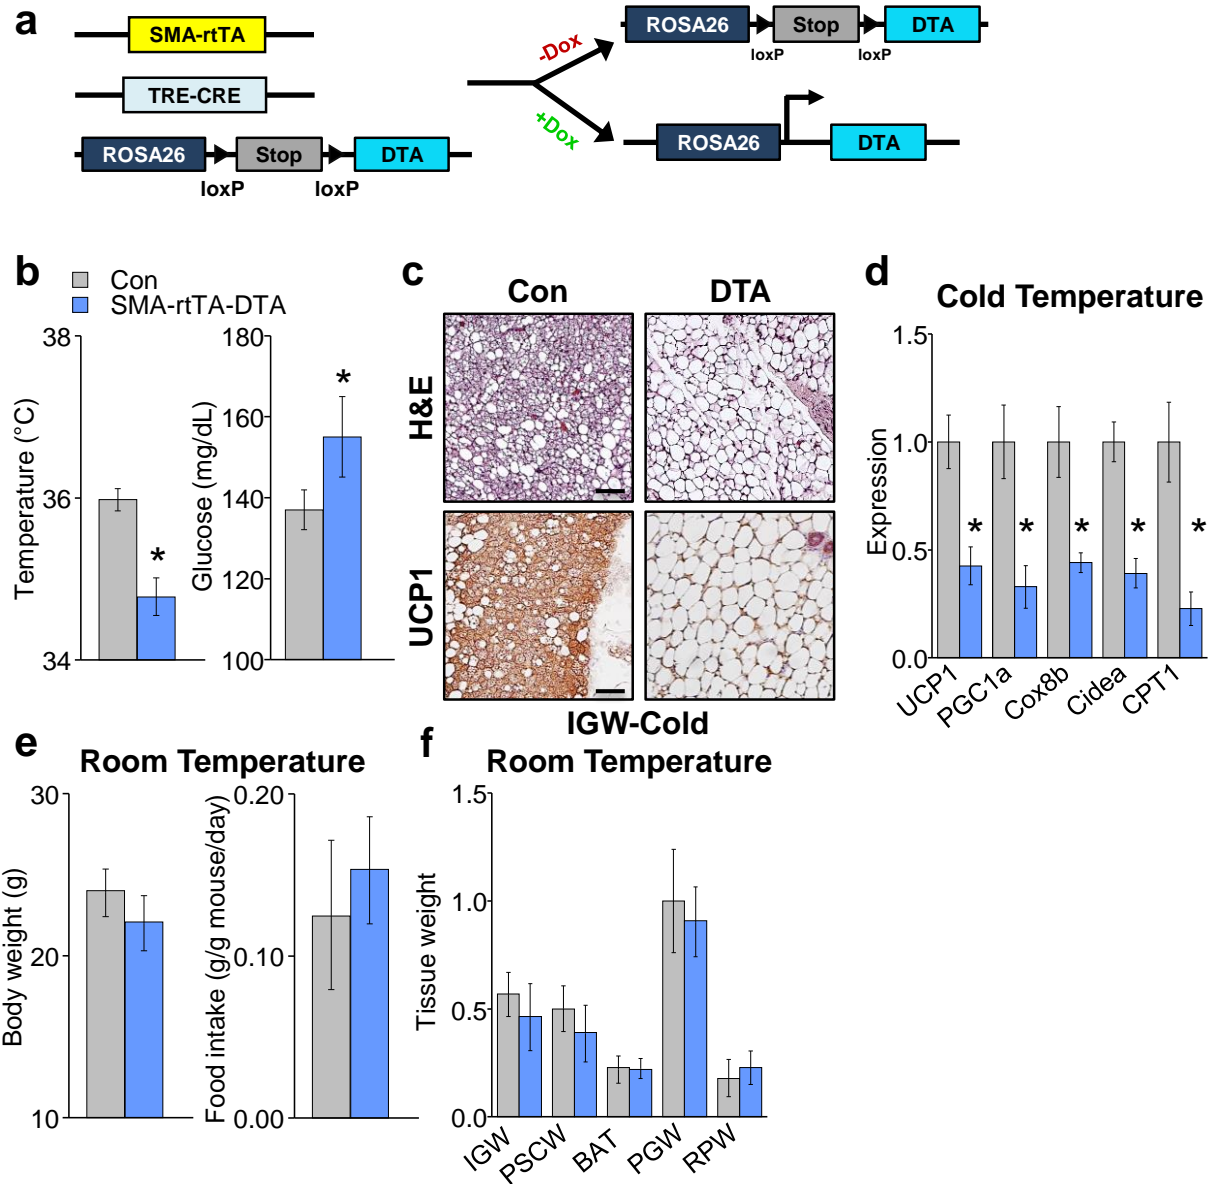 a
SMA-rtTA
TRE-CRE
ROSA26 Stop DTA
loxP loxP
-Dox
+Dox
ROSA26 Stop DTA
loxP loxP
ROSA26 DTA
b
Con
SMA-rtTA-DTA
Temperature (°C)
38
36
34
*
Glucose (mg/dL)
180
160
140
120
100
*
c
Con DTA
H&E
UCP1
IGW-Cold
d
Cold Temperature
Expression
1.5
1.0
0.5
0.0
* * * * *
UCP1 PGC1a Cox8b Cidea CPT1
e
Room Temperature
Body weight (g)
30
20
10
Food intake (g/g mouse/day)
0.20
0.10
0.00
f
Room Temperature
Tissue weight
1.5
1.0
0.5
0.0
IGW PSCW BAT PGW RPW